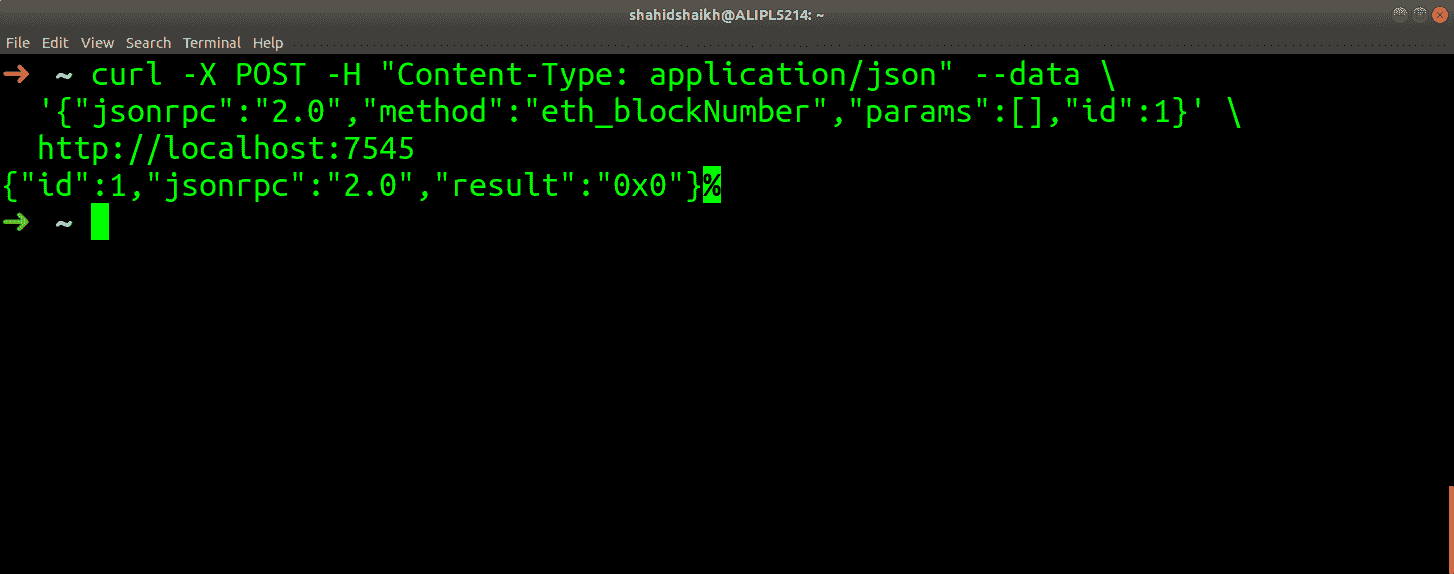 shahidshaikh@ALIPL5214: ~
File Edit View Search Terminal Help
➜ ~ curl -X POST -H "Content-Type: application/json" --data \
'{"jsonrpc":"2.0","method":"eth_blockNumber","params":[],"id":1}' \
http://localhost:7545
{"id":1,"jsonrpc":"2.0","result":"0x0"}%
➜ ~